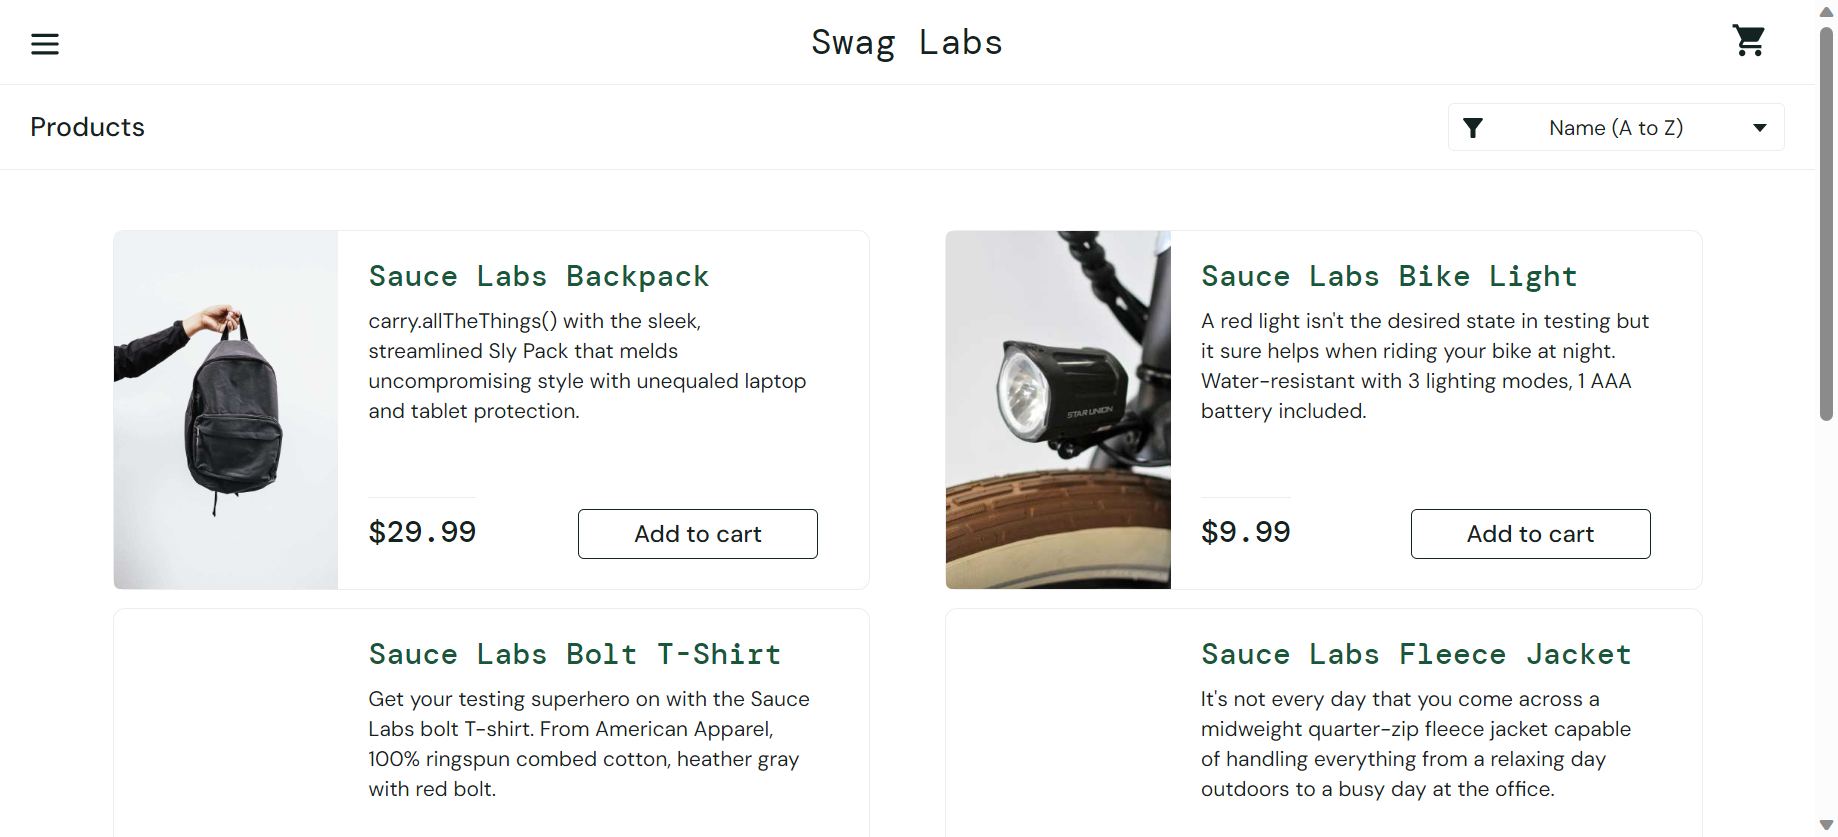 Swag Labs
Products
Name (A to Z)
Sauce Labs Backpack
carry.allTheThings() with the sleek,
streamlined Sly Pack that melds
uncompromising style with unequaled laptop
and tablet protection.
$29.99
Add to cart
Sauce Labs Bike Light
A red light isn't the desired state in testing but
it sure helps when riding your bike at night.
Water-resistant with 3 lighting modes, 1 AAA
battery included.
STAR UNION
$9.99
Add to cart
Sauce Labs Bolt T-Shirt
Get your testing superhero on with the Sauce
Labs bolt T-shirt. From American Apparel,
100% ringspun combed cotton, heather gray
with red bolt.
Sauce Labs Fleece Jacket
It's not every day that you come across a
midweight quarter-zip fleece jacket capable
of handling everything from a relaxing day
outdoors to a busy day at the office.